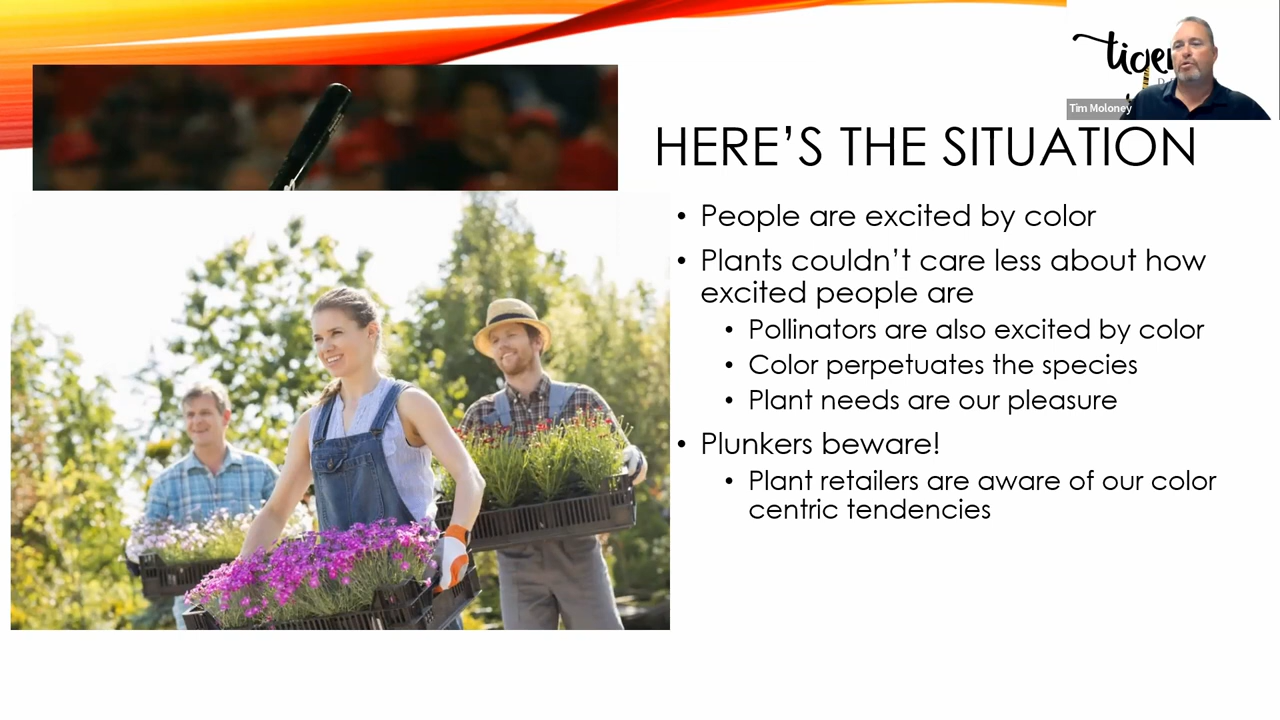 tiger
Tim Moloney
HERE'S THE SITUATION
• People are excited by color
• Plants couldn't care less about how
excited people are
• Pollinators are also excited by color
• Color perpetuates the species
• Plant needs are our pleasure
• Plunkers beware!
• Plant retailers are aware of our color
centric tendencies